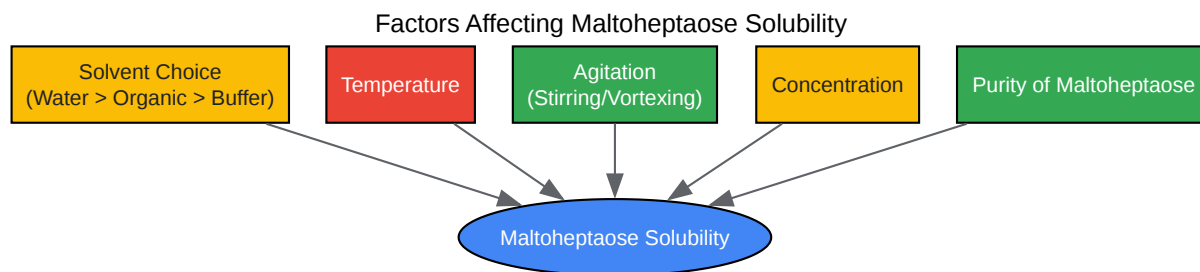 Factors Affecting Maltoheptaose Solubility
Solvent Choice
(Water > Organic > Buffer)
Temperature
Agitation
(Stirring/Vortexing)
Concentration
Purity of Maltoheptaose
Maltoheptaose Solubility